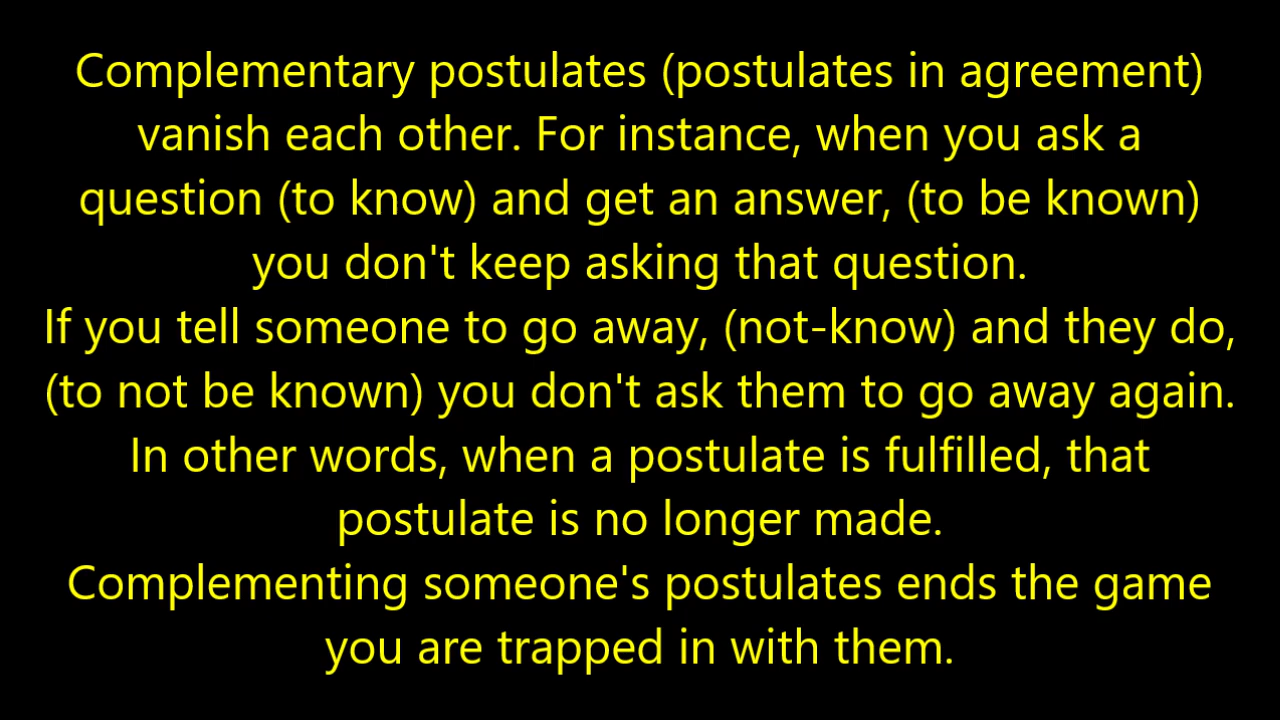 Complementary postulates (postulates in agreement)
vanish each other. For instance, when you ask a
question (to know) and get an answer, (to be known)
you don't keep asking that question.
If you tell someone to go away, (not-know) and they do,
(to not be known) you don't ask them to go away again.
In other words, when a postulate is fulfilled, that
postulate is no longer made.
Complementing someone's postulates ends the game
you are trapped in with them.